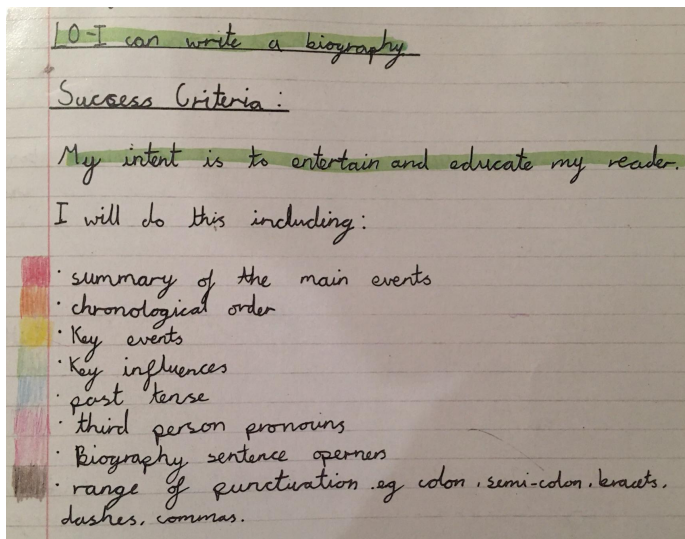 LO-I can write a biography
Success Criteria :
My intent is to entertain and educate my reader.
I will do this including:
· summary of the main events
· chronological order
· Key events
· Key influences
· past tense
· third person pronouns
· Biography sentence operners
· range of punctuation .eg colon , semi-colon , bracets,
dashes, commas.